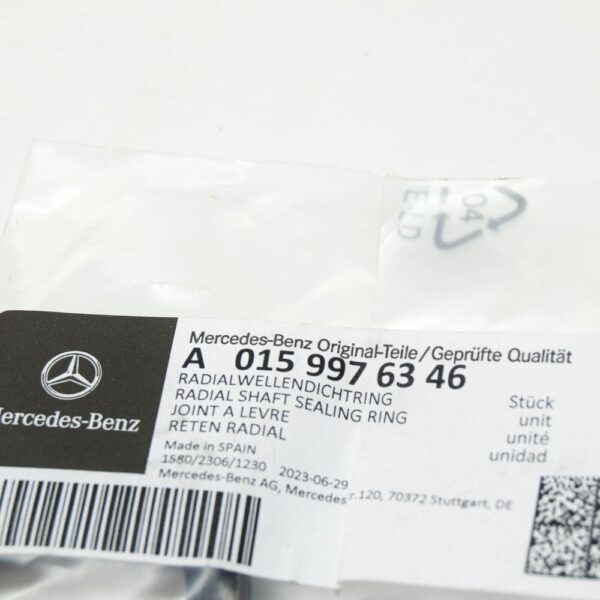 04
Mercedes-Benz Original-Teile/Geprüfte Qualität
A 015 997 63 46
RADIALWELLENDICHTRING
RADIAL SHAFT SEALING RING
JOINT A LEVRE
RETEN RADIAL
Stück
unit
unité
unidad
Mercedes-Benz
Made in SPAIN
1580/2306/1230 2023-06-29
Mercedes-Benz AG, Mercedes r.120, 70372 Stuttgart, DE